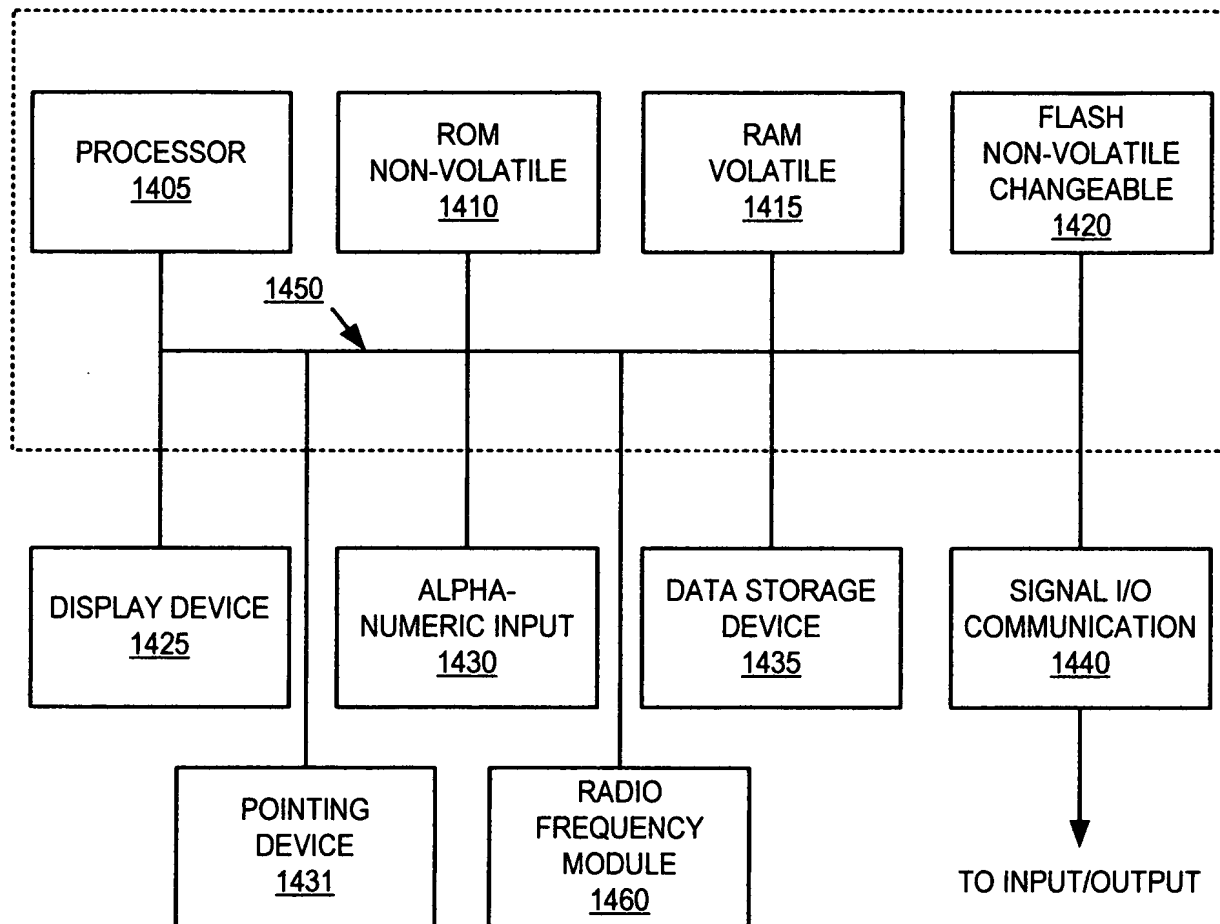 PROCESSOR
1405
ROM
NON-VOLATILE
1410
RAM
VOLATILE
1415
FLASH
NON-VOLATILE
CHANGEABLE
1420
1450
DISPLAY DEVICE
1425
ALPHA-
NUMERIC INPUT
1430
DATA STORAGE
DEVICE
1435
SIGNAL I/O
COMMUNICATION
1440
POINTING
DEVICE
1431
RADIO
FREQUENCY
MODULE
1460
TO INPUT/OUTPUT